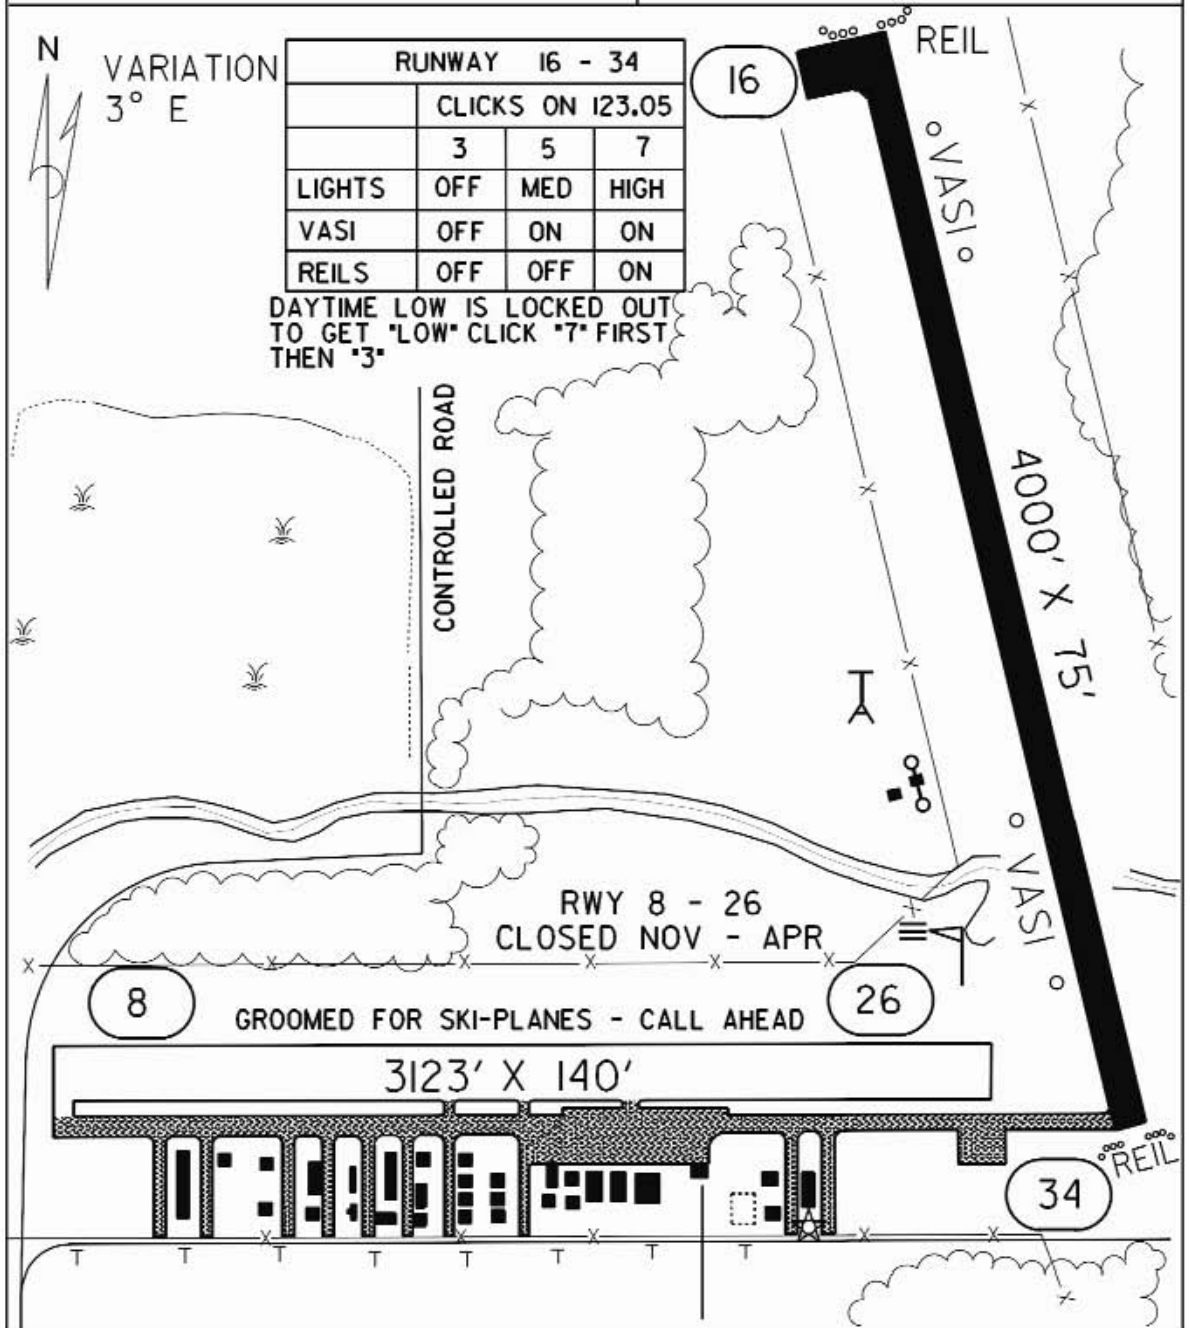 N
VARIATION
3° E
RUNWAY 16 - 34
CLICKS ON 123.05
3 5 7
LIGHTS OFF MED HIGH
VASI OFF ON ON
REILS OFF OFF ON
DAYTIME LOW IS LOCKED OUT
TO GET "LOW" CLICK "7" FIRST
THEN "3"
16
REIL
VASI
CONTROLLED ROAD
4000' X 75'
VASI
RWY 8 - 26
CLOSED NOV - APR
8
26
GROOMED FOR SKI-PLANES - CALL AHEAD
3123' X 140'
REIL
34